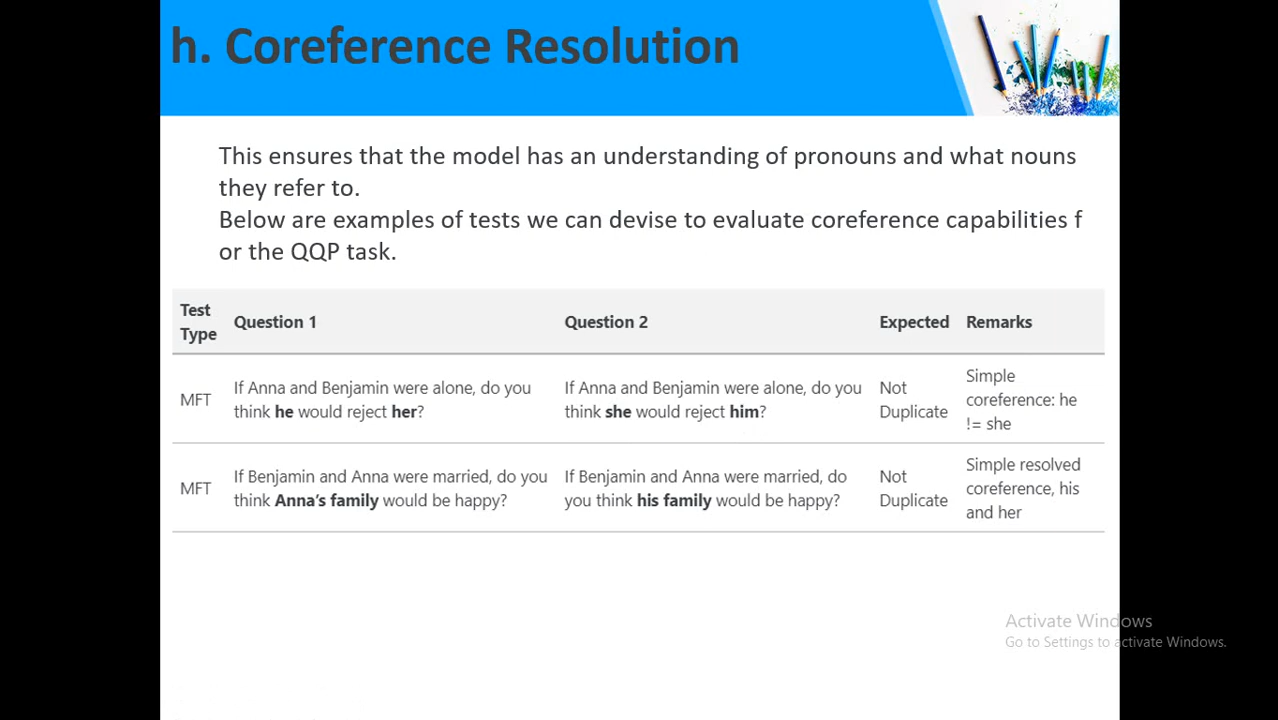 h. Coreference Resolution
This ensures that the model has an understanding of pronouns and what nouns
they refer to.
Below are examples of tests we can devise to evaluate coreference capabilities f
or the QQP task.
Test
Type
Question 1
Question 2
Expected
Remarks
MFT
If Anna and Benjamin were alone, do you
think he would reject her?
If Anna and Benjamin were alone, do you
think she would reject him?
Not
Duplicate
Simple
coreference: he
!= she
MFT
If Benjamin and Anna were married, do you
think Anna's family would be happy?
If Benjamin and Anna were married, do
you think his family would be happy?
Not
Duplicate
Simple resolved
coreference, his
and her
Activate Windows
Go to Settings to activate Windows.